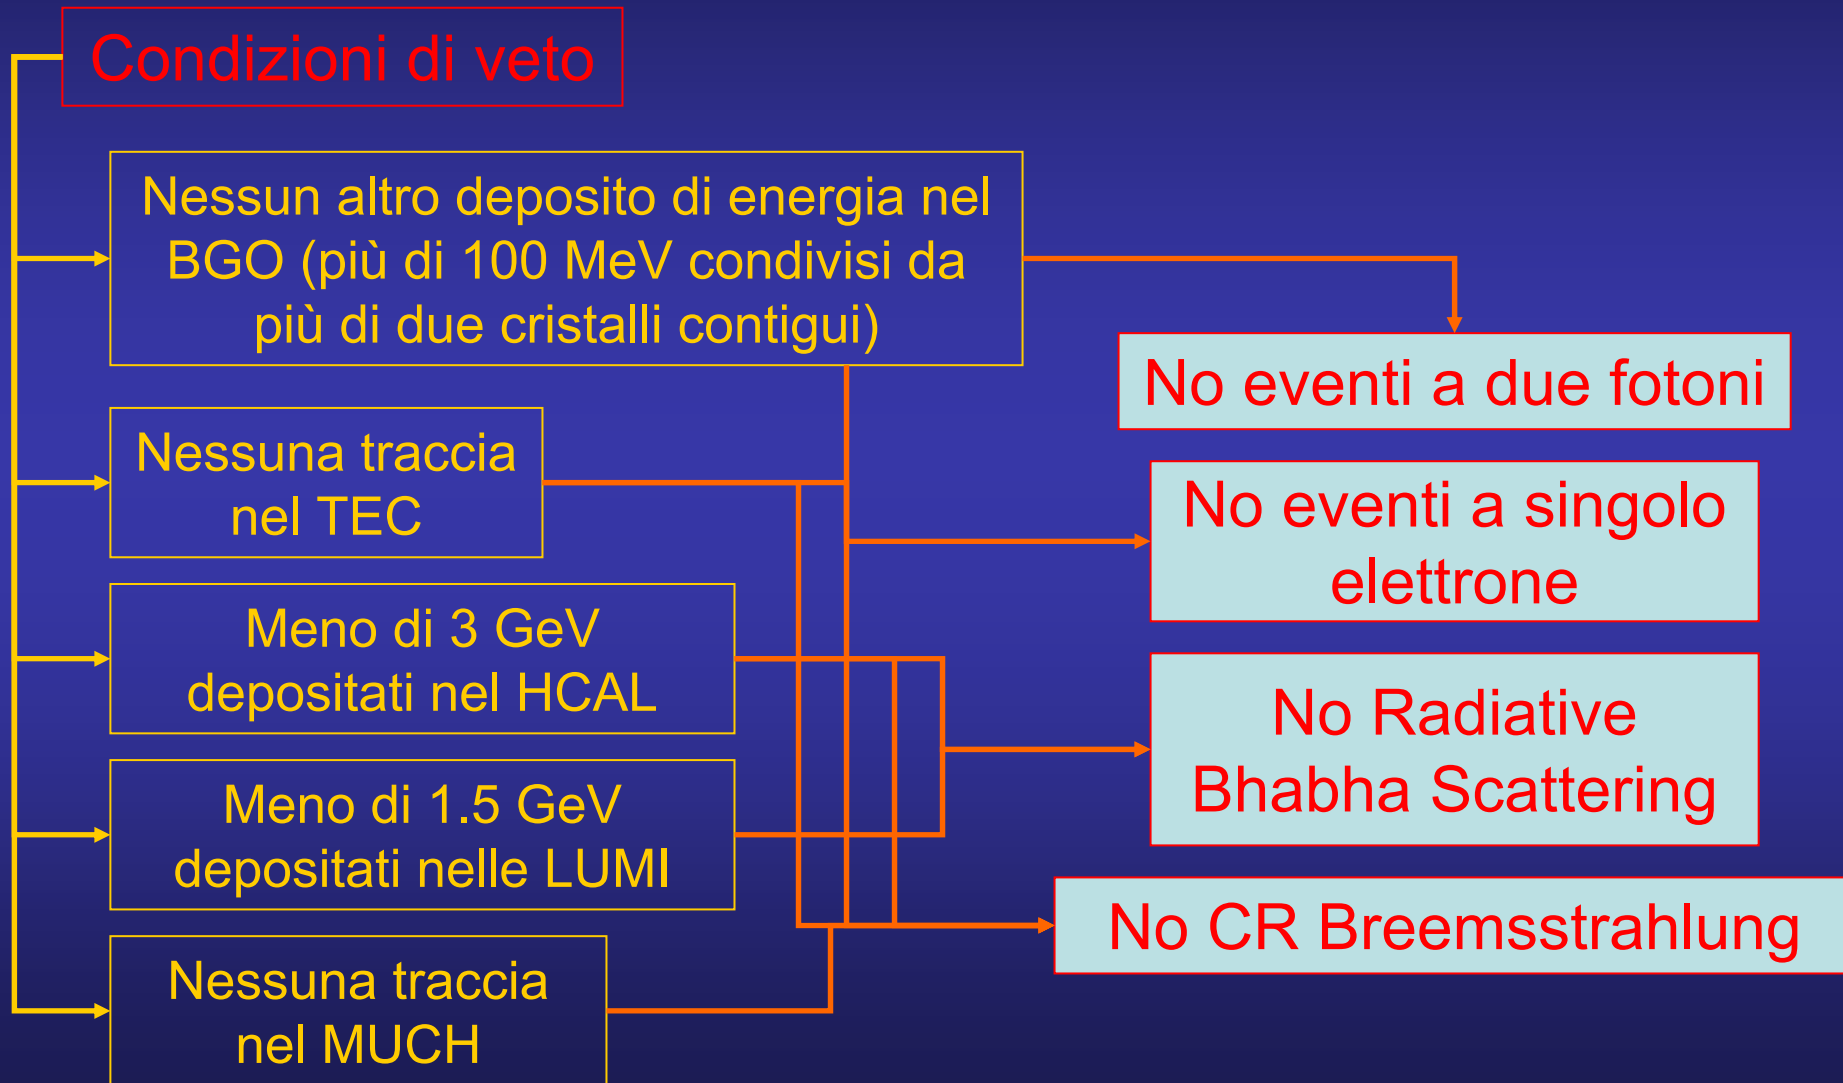 Condizioni di veto
Nessun altro deposito di energia nel
BGO (più di 100 MeV condivisi da
più di due cristalli contigui)
Nessuna traccia
nel TEC
Meno di 3 GeV
depositati nel HCAL
Meno di 1.5 GeV
depositati nelle LUMI
Nessuna traccia
nel MUCH
No eventi a due fotoni
No eventi a singolo
elettrone
No Radiative
Bhabha Scattering
No CR Breemsstrahlung